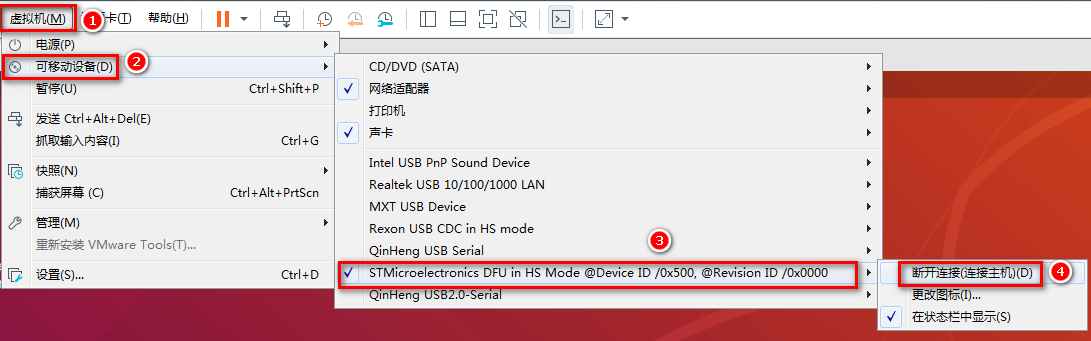 虚拟机(M) 1 卡(T) 帮助(H)
电源(P)
可移动设备(D) 2
暂停(U) Ctrl+Shift+P
发送 Ctrl+Alt+Del(E)
抓取输入内容(I) Ctrl+G
快照(N)
捕获屏幕 (C) Ctrl+Alt+PrtScn
管理(M)
重新安装 VMware Tools(T)...
设置(S)... Ctrl+D
CD/DVD (SATA)
网络适配器
打印机
声卡
Intel USB PnP Sound Device
Realtek USB 10/100/1000 LAN
MXT USB Device
Rexon USB CDC in HS mode
QinHeng USB Serial
3
STMicroelectronics DFU in HS Mode @Device ID /0x500, @Revision ID /0x0000
QinHeng USB2.0-Serial
断开连接(连接主机)(D) 4
更改图标(I)...
在状态栏中显示(S)